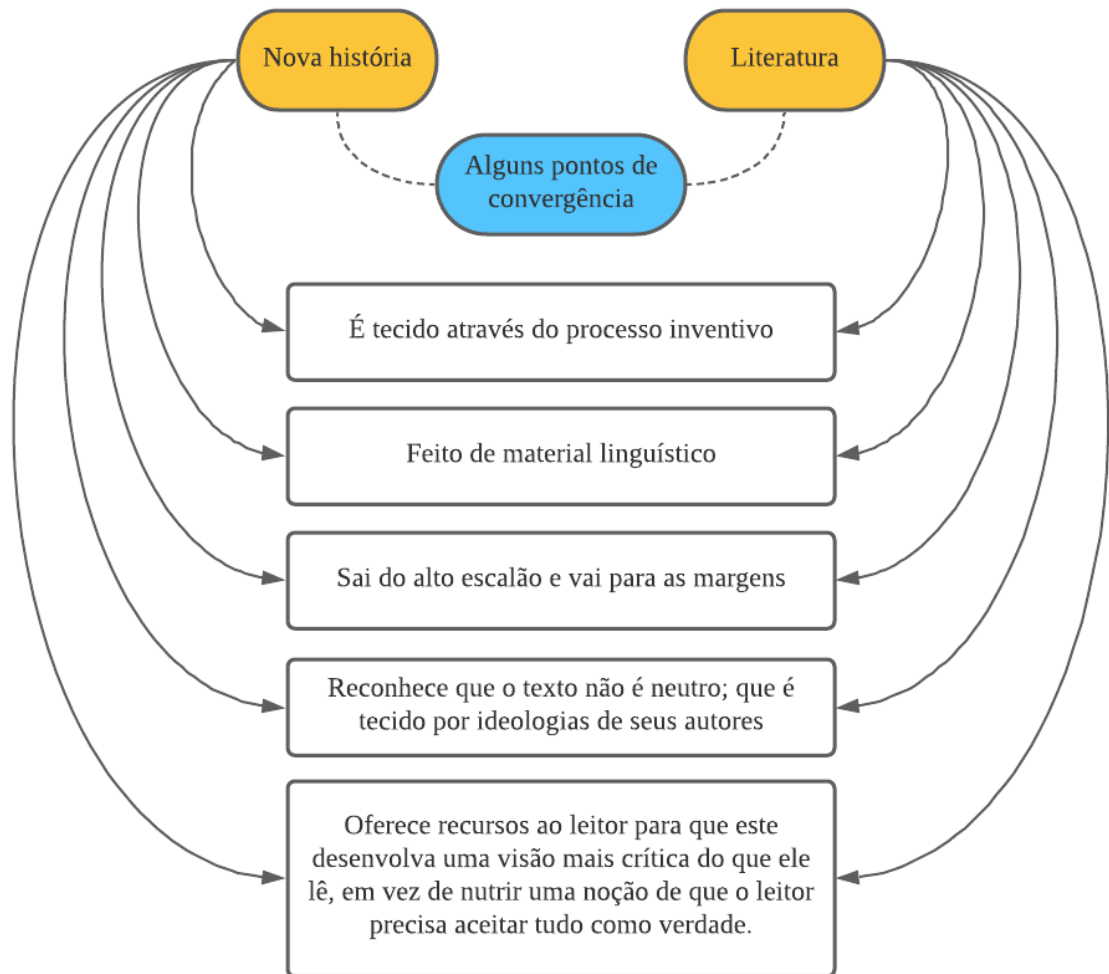 Nova história
Literatura
Alguns pontos de
convergência
É tecido através do processo inventivo
Feito de material linguístico
Sai do alto escalão e vai para as margens
Reconhece que o texto não é neutro; que é
tecido por ideologias de seus autores
Oferece recursos ao leitor para que este
desenvolva uma visão mais crítica do que ele
lê, em vez de nutrir uma noção de que o leitor
precisa aceitar tudo como verdade.